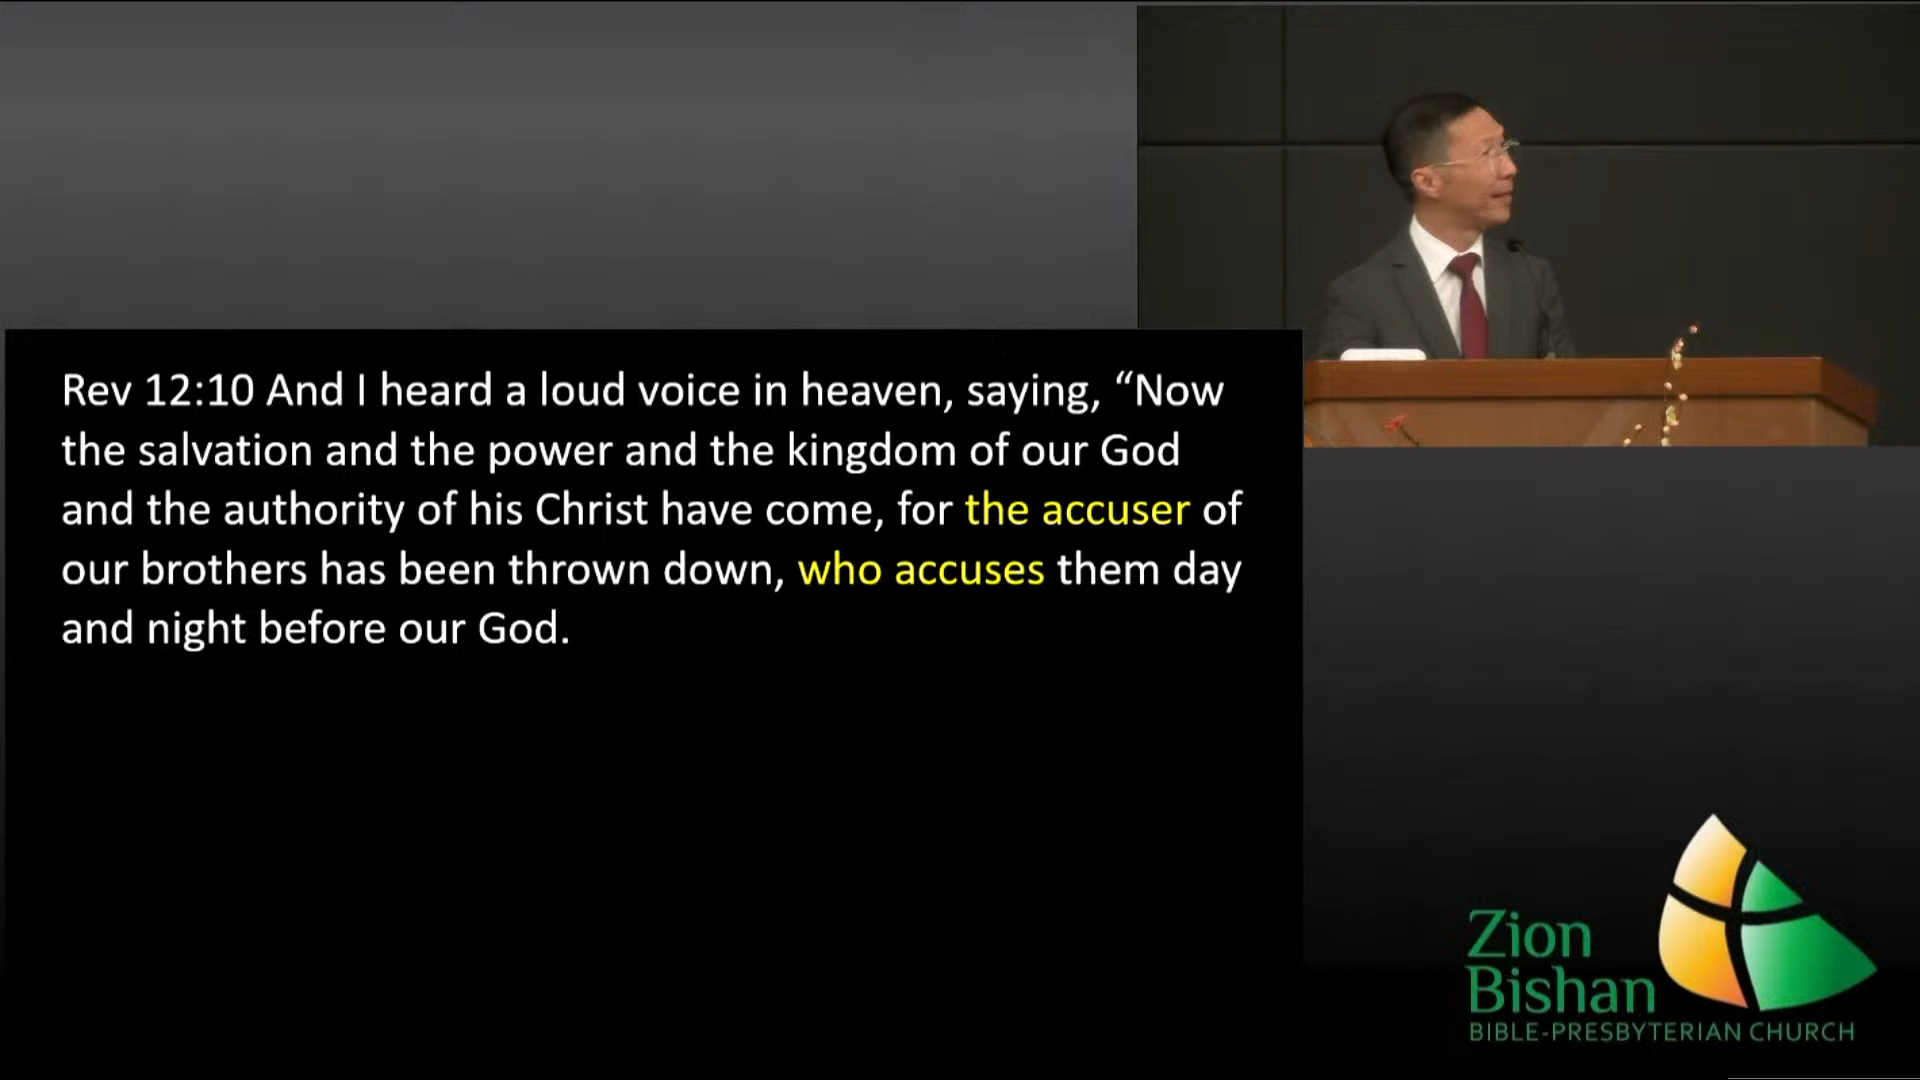 Rev 12:10 And I heard a loud voice in heaven, saying, “Now
the salvation and the power and the kingdom of our God
and the authority of his Christ have come, for the accuser of
our brothers has been thrown down, who accuses them day
and night before our God.
Zion
Bishan
BIBLE-PRESBYTERIAN CHURCH